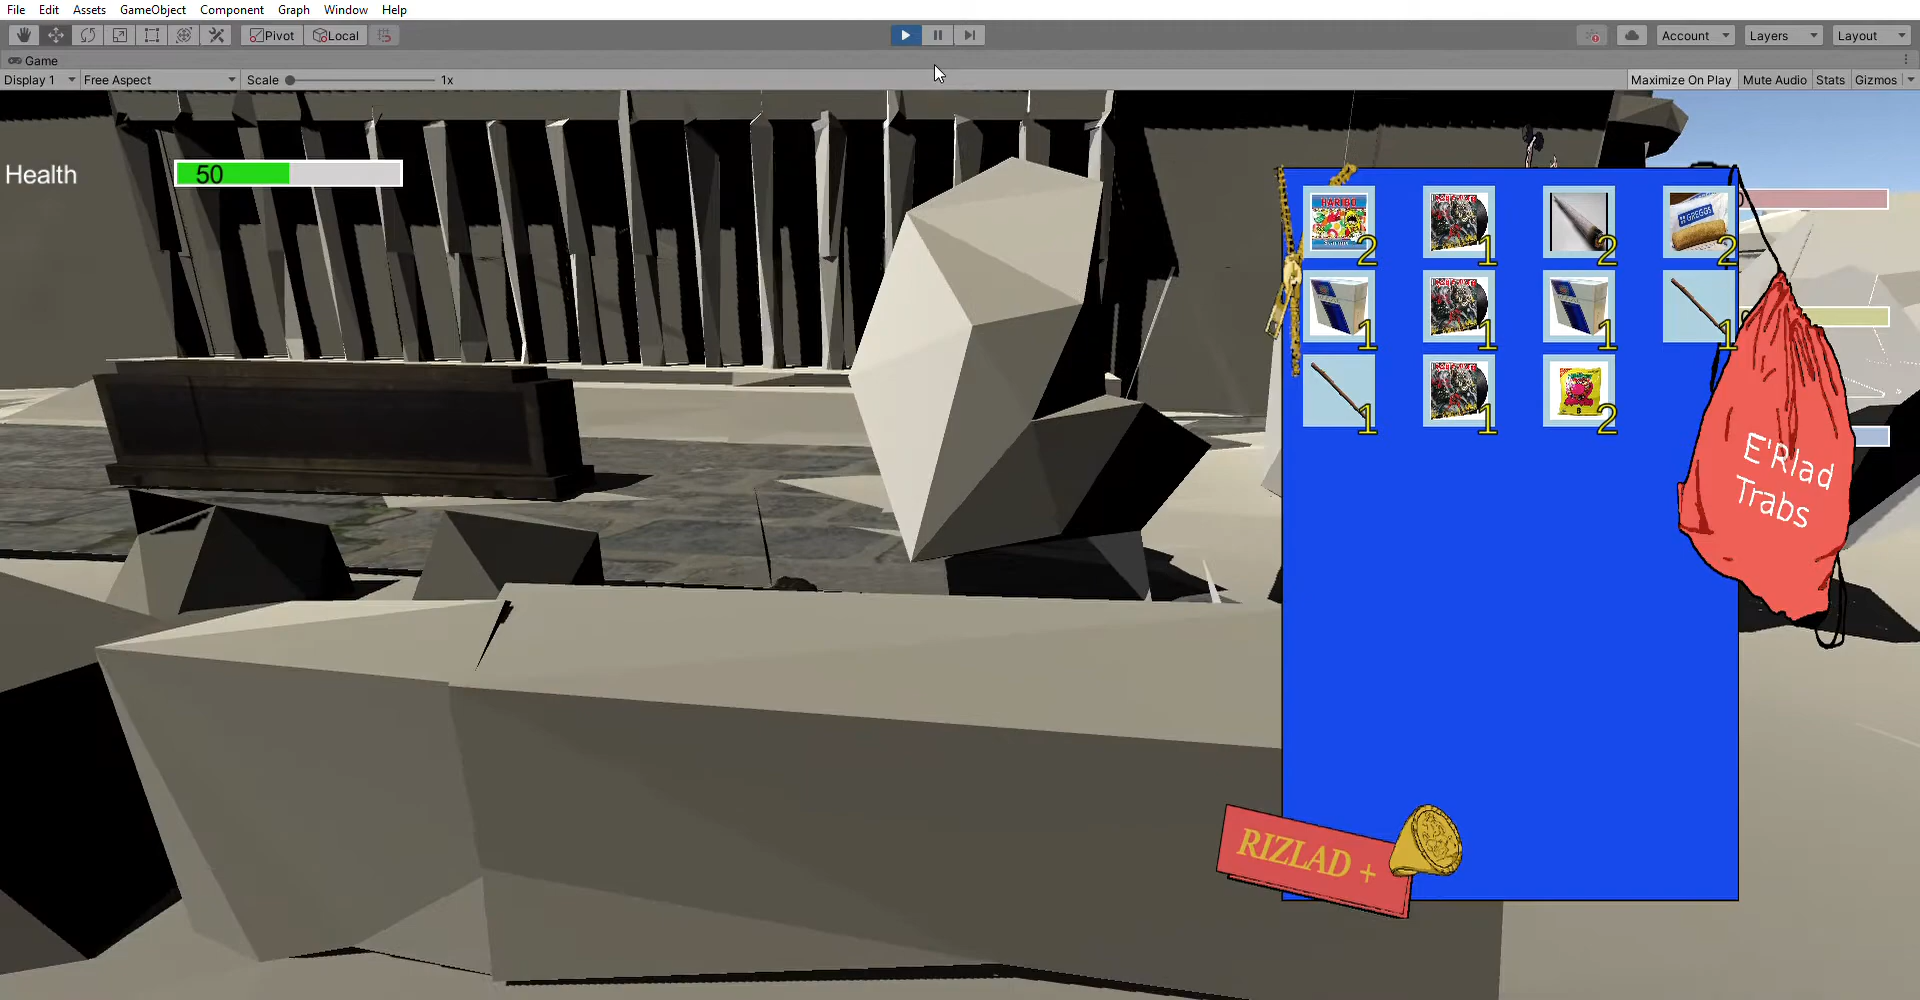 File Edit Assets GameObject Component Graph Window Help
Pivot Local Account Layers Layout
Game
Display 1 Free Aspect Scale 1x Maximize On Play Mute Audio Stats Gizmos
Health 50
HARIBO
GREGGS
2 1 2 2
1 1 1 1
1 1 2
E'Rlad
Trabs
RIZLAD +